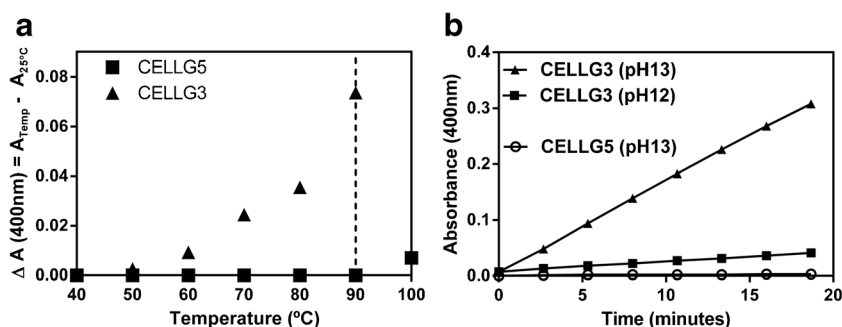 a
Δ A (400nm) = A_Temp - A_25ºC
0.08
0.06
0.04
0.02
0.00
CELLG5
CELLG3
40 50 60 70 80 90 100
Temperature (ºC)
b
Absorbance (400nm)
0.4
0.3
0.2
0.1
0.0
CELLG3 (pH13)
CELLG3 (pH12)
CELLG5 (pH13)
0 5 10 15 20
Time (minutes)